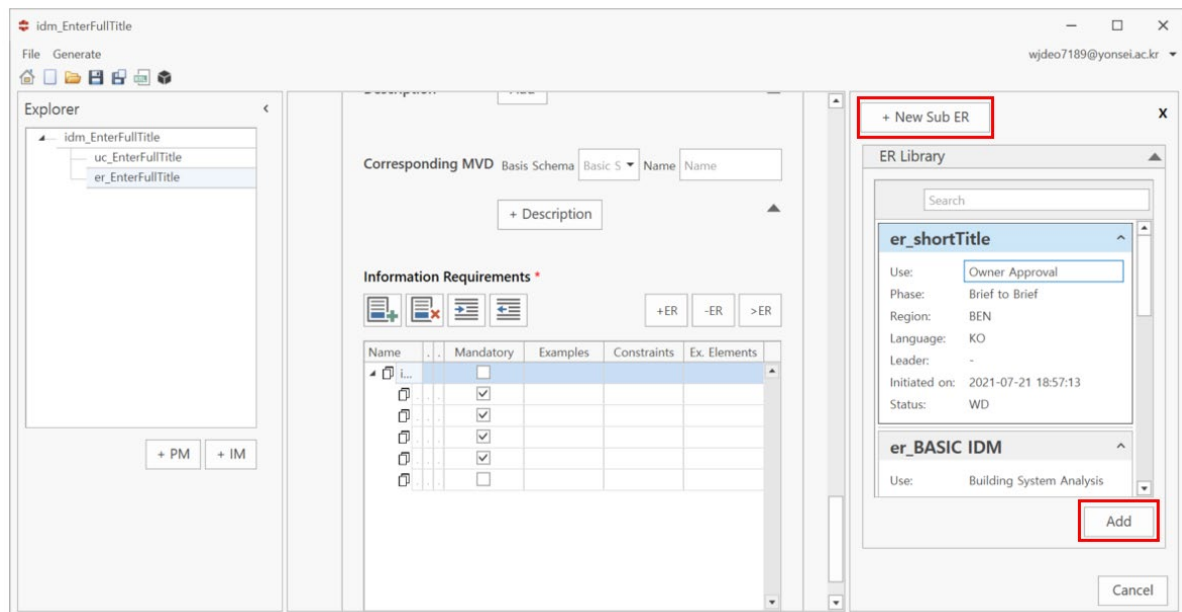 idm_EnterFullTitle
File Generate
wjdeo7189@yonsei.ac.kr
Explorer
idm_EnterFullTitle
uc_EnterFullTitle
er_EnterFullTitle
+ PM + IM
Corresponding MVD Basis Schema Basic S Name Name
+ Description
Information Requirements *
+ER -ER >ER
Name . . Mandatory Examples Constraints Ex. Elements
i...
+ New Sub ER X
ER Library
Search
er_shortTitle
Use: Owner Approval
Phase: Brief to Brief
Region: BEN
Language: KO
Leader: -
Initiated on: 2021-07-21 18:57:13
Status: WD
er_BASIC IDM
Use: Building System Analysis
Add
Cancel